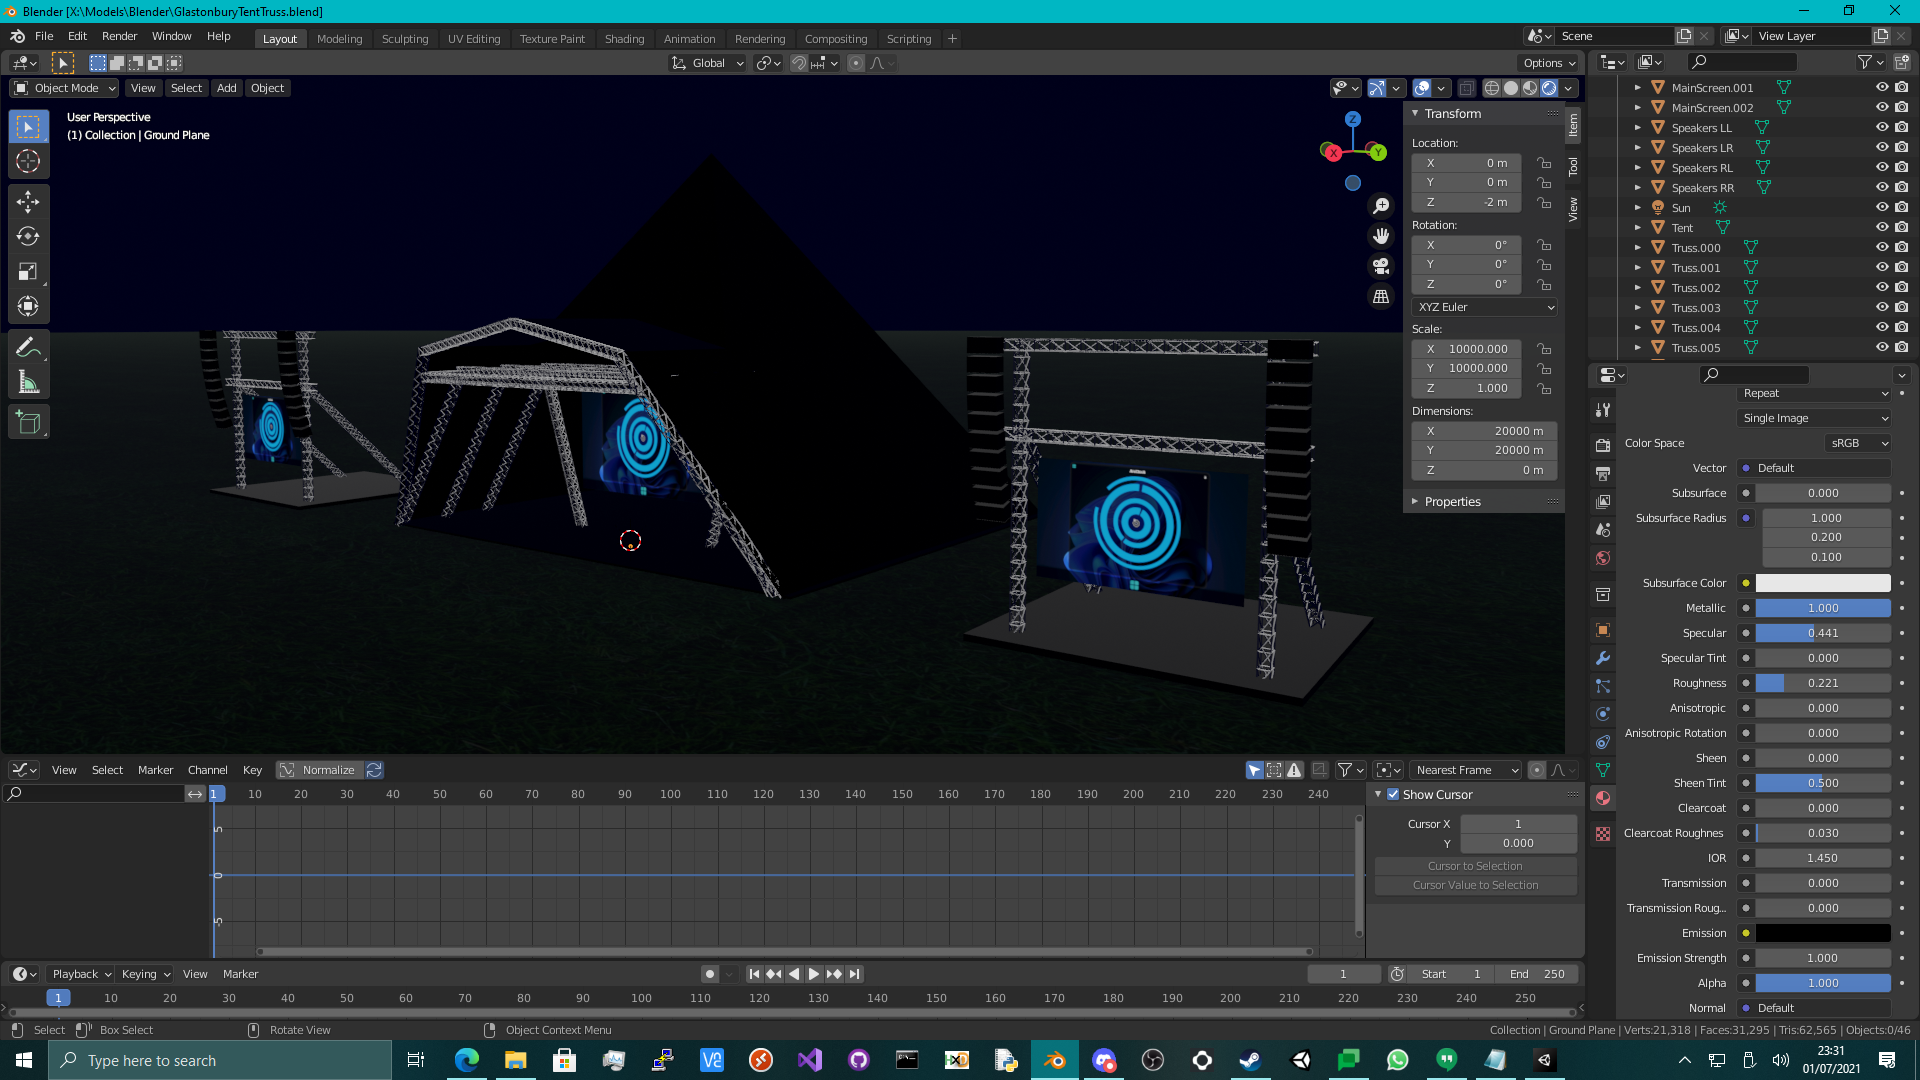 Blender [X:\Models\Blender\GlastonburyTentTruss.blend]
File Edit Render Window Help Layout Modeling Sculpting UV Editing Texture Paint Shading Animation Rendering Compositing Scripting + Scene View Layer
Global Options
Object Mode View Select Add Object
User Perspective
(1) Collection | Ground Plane
Z
X
Y
Transform
Location:
X 0 m
Y 0 m
Z -2 m
Rotation:
X 0°
Y 0°
Z 0°
XYZ Euler
Scale:
X 10000.000
Y 10000.000
Z 1.000
Dimensions:
X 20000 m
Y 20000 m
Z 0 m
Properties
Item
Tool
View
MainScreen.001
MainScreen.002
Speakers LL
Speakers LR
Speakers RL
Speakers RR
Sun
Tent
Truss.000
Truss.001
Truss.002
Truss.003
Truss.004
Truss.005
Repeat
Single Image
Color Space sRGB
Vector Default
Subsurface 0.000
Subsurface Radius 1.000
0.200
0.100
Subsurface Color
Metallic 1.000
Specular 0.441
Specular Tint 0.000
Roughness 0.221
Anisotropic 0.000
Anisotropic Rotation 0.000
Sheen 0.000
Sheen Tint 0.500
Clearcoat 0.000
Clearcoat Roughnes 0.030
IOR 1.450
Transmission 0.000
Transmission Roug... 0.000
Emission
Emission Strength 1.000
Alpha 1.000
Normal Default
View Select Marker Channel Key Normalize Nearest Frame
1 10 20 30 40 50 60 70 80 90 100 110 120 130 140 150 160 170 180 190 200 210 220 230 240
5
0
-5
Show Cursor
Cursor X 1
Y 0.000
Cursor to Selection
Cursor Value to Selection
Playback Keying View Marker 1 Start 1 End 250
1 10 20 30 40 50 60 70 80 90 100 110 120 130 140 150 160 170 180 190 200 210 220 230 240 250
Select Box Select Rotate View Object Context Menu Collection | Ground Plane | Verts:21,318 | Faces:31,295 | Tris:62,565 | Objects:0/46
Type here to search
23:31
01/07/2021